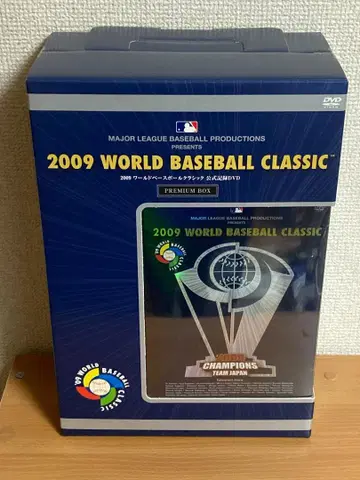 DVD
MAJOR LEAGUE BASEBALL PRODUCTIONS
PRESENTS
2009 WORLD BASEBALL CLASSIC™
2009 ワールドベースボールクラシック 公式記録DVD
PREMIUM BOX
MAJOR LEAGUE BASEBALL PRODUCTIONS
PRESENTS
2009 WORLD BASEBALL CLASSIC
CHAMPIONS
TEAM JAPAN
'09 WORLD BASEBALL CLASSIC